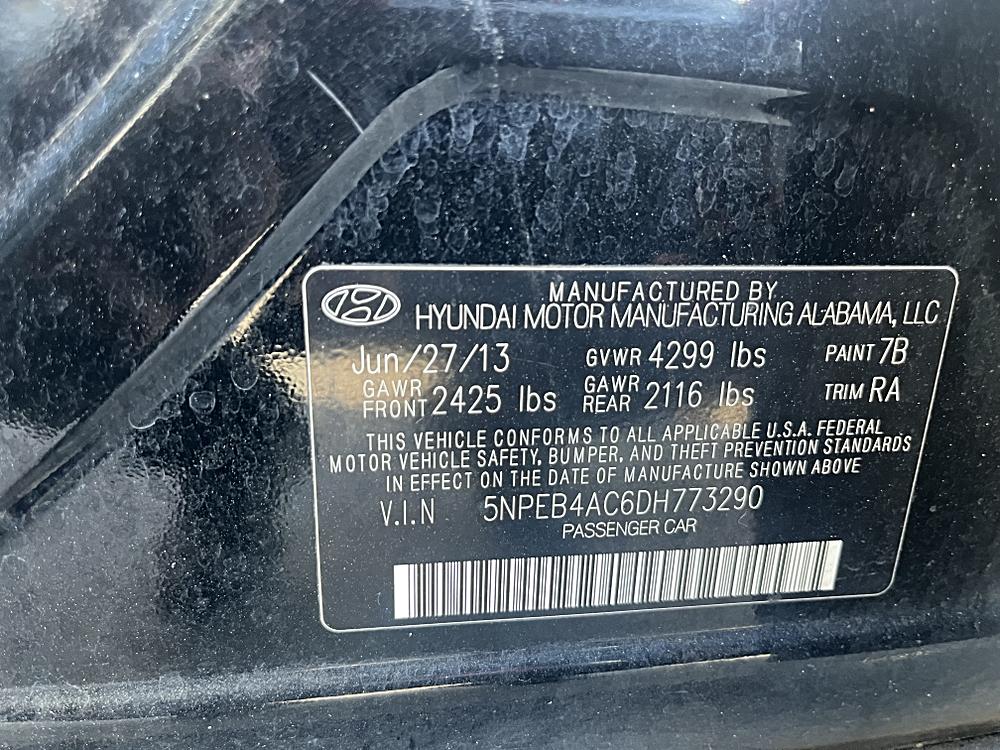 MANUFACTURED BY
HYUNDAI MOTOR MANUFACTURING ALABAMA, LLC
Jun/27/13 GVWR 4299 lbs PAINT 7B
GAWR FRONT 2425 lbs GAWR REAR 2116 lbs TRIM RA
THIS VEHICLE CONFORMS TO ALL APPLICABLE U.S.A. FEDERAL
MOTOR VEHICLE SAFETY, BUMPER, AND THEFT PREVENTION STANDARDS
IN EFFECT ON THE DATE OF MANUFACTURE SHOWN ABOVE
V.I.N 5NPEB4AC6DH773290
PASSENGER CAR